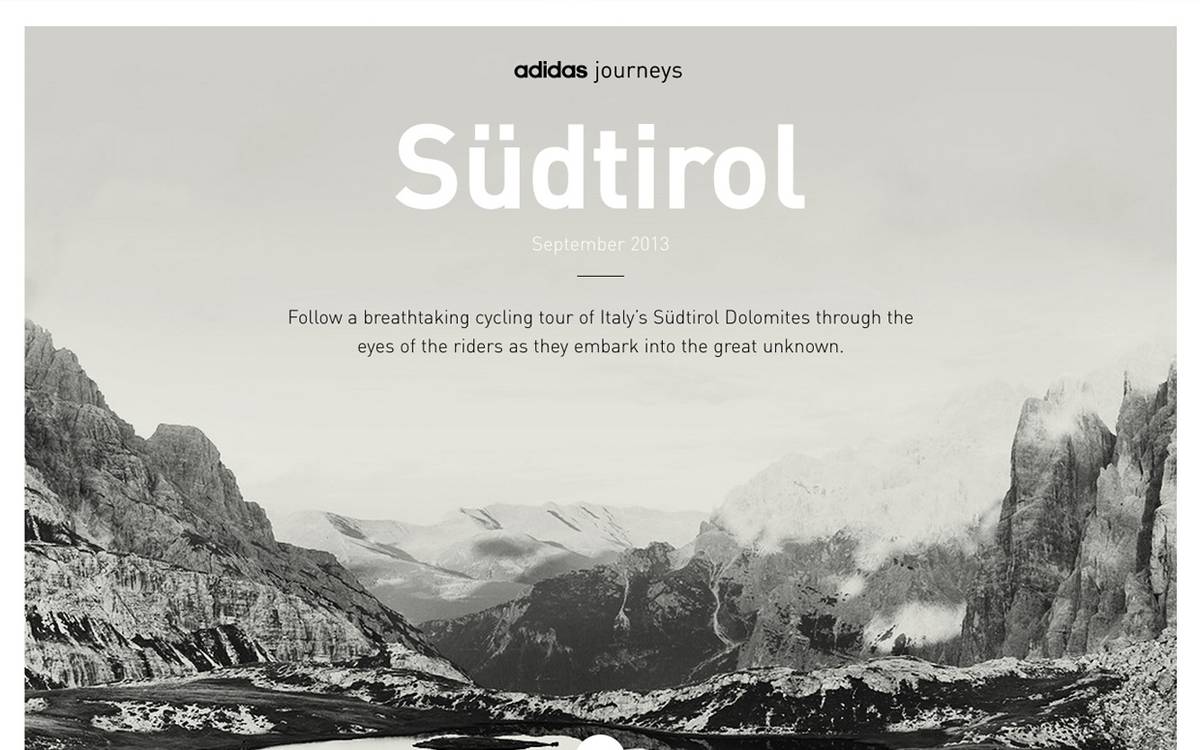 adidas journeys
Südtirol
September 2013
Follow a breathtaking cycling tour of Italy’s Südtirol Dolomites through the
eyes of the riders as they embark into the great unknown.